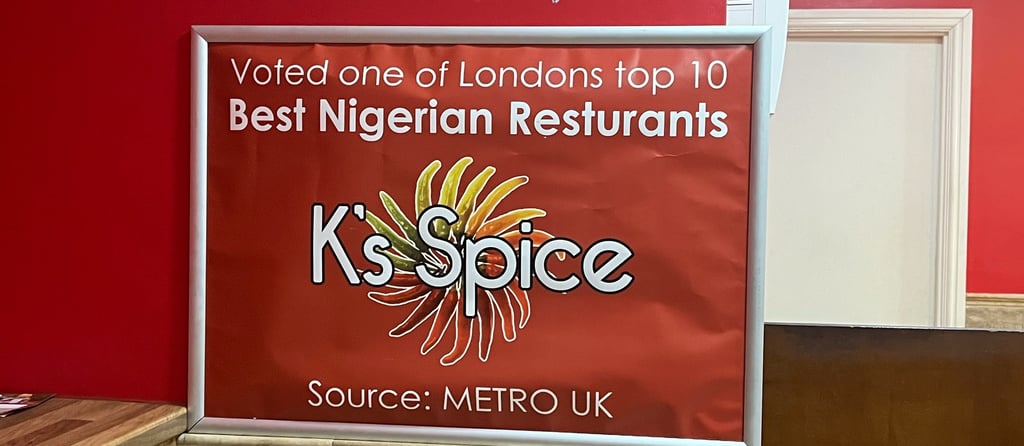 Voted one of Londons top 10
Best Nigerian Resturants
K's Spice
Source: METRO UK